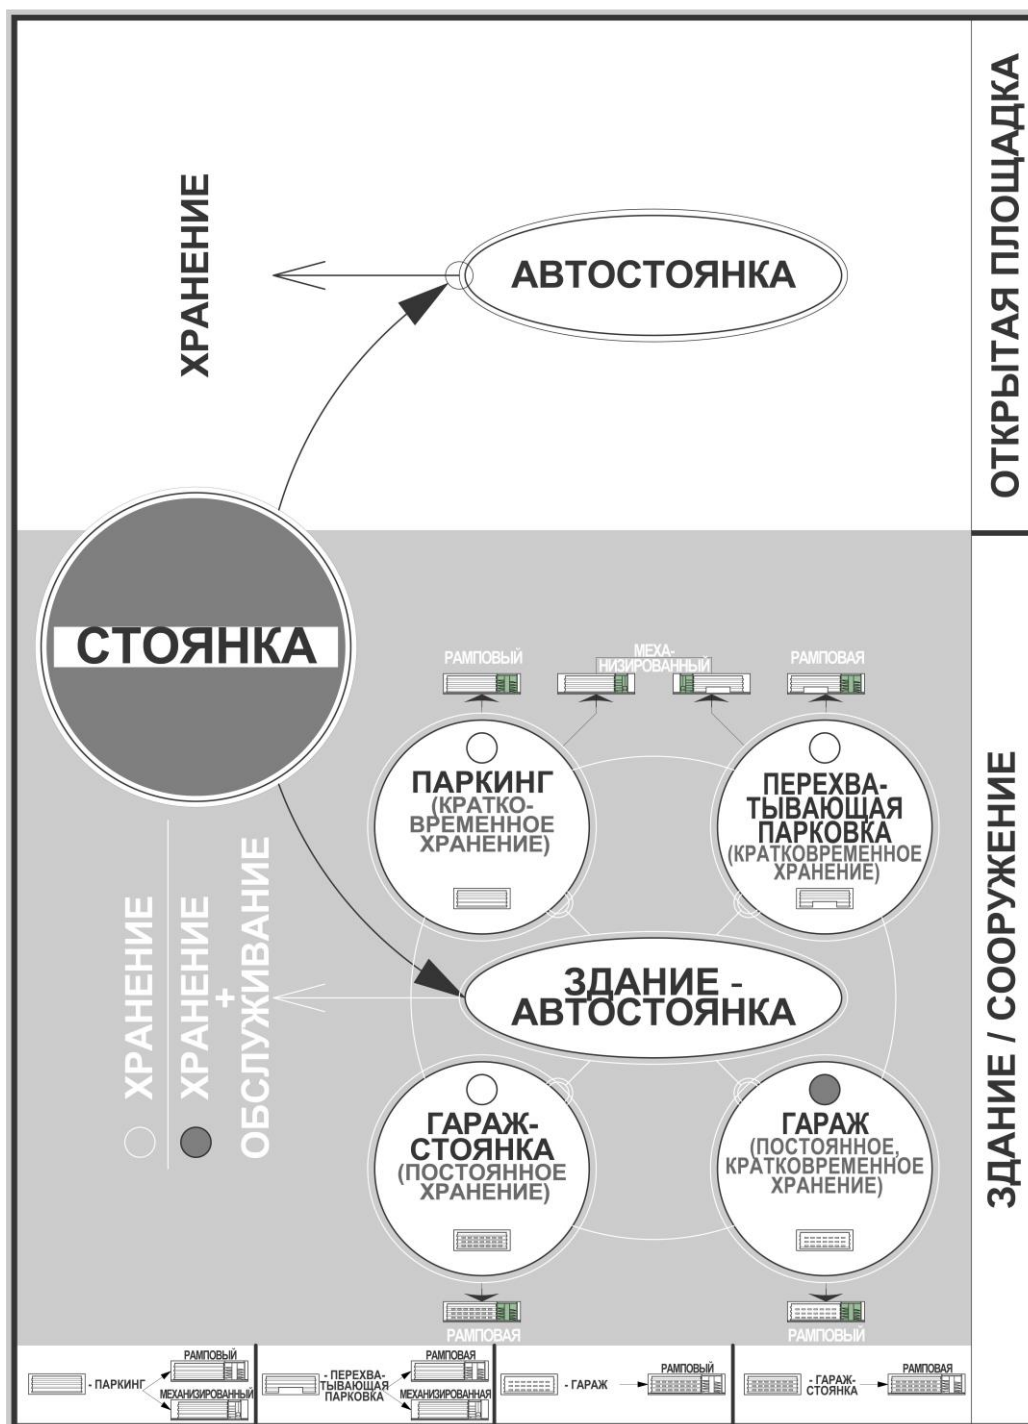 ОТКРЫТАЯ ПЛОЩАДКА
ХРАНЕНИЕ
АВТОСТОЯНКА
СТОЯНКА
ЗДАНИЕ / СООРУЖЕНИЕ
РАМПОВЫЙ
МЕХА-
НИЗИРОВАННЫЙ
РАМПОВАЯ
ПАРКИНГ
(КРАТКО-
ВРЕМЕННОЕ
ХРАНЕНИЕ)
ПЕРЕХВА-
ТЫВАЮЩАЯ
ПАРКОВКА
(КРАТКОВРЕМЕННОЕ
ХРАНЕНИЕ)
ХРАНЕНИЕ
ХРАНЕНИЕ
+
ОБСЛУЖИВАНИЕ
ЗДАНИЕ -
АВТОСТОЯНКА
ГАРАЖ-
СТОЯНКА
(ПОСТОЯННОЕ
ХРАНЕНИЕ)
ГАРАЖ
(ПОСТОЯННОЕ,
КРАТКОВРЕМЕННОЕ
ХРАНЕНИЕ)
РАМПОВАЯ
РАМПОВЫЙ
- ПАРКИНГ
РАМПОВЫЙ
МЕХАНИЗИРОВАННЫЙ
- ПЕРЕХВА-
ТЫВАЮЩАЯ
ПАРКОВКА
РАМПОВАЯ
МЕХАНИЗИРОВАННАЯ
- ГАРАЖ
РАМПОВЫЙ
- ГАРАЖ-
СТОЯНКА
РАМПОВАЯ